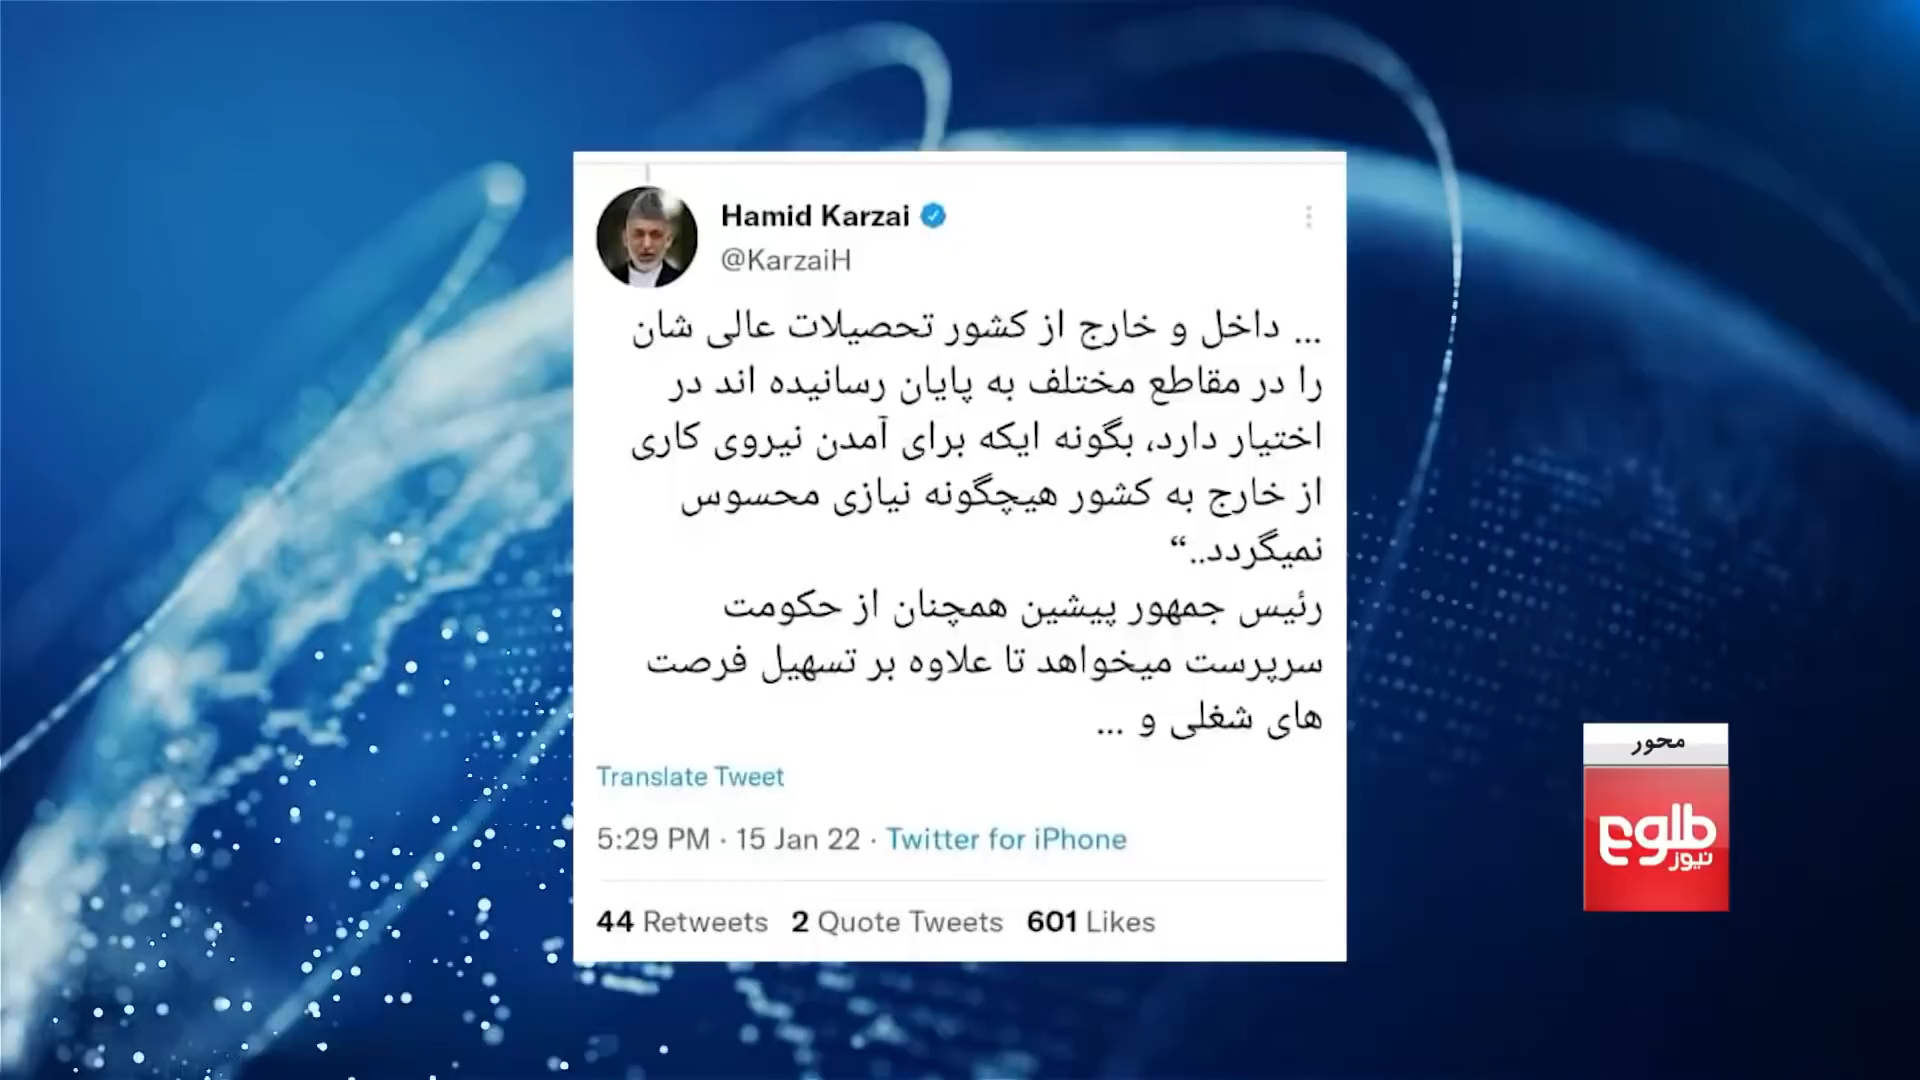 Hamid Karzai
@KarzaiH
... داخل و خارج از کشور تحصیلات عالی شان
را در مقاطع مختلف به پایان رسانیده اند در
اختیار دارد، بگونه ایکه برای آمدن نیروی کاری
از خارج به کشور هیچگونه نیازی محسوس
نمیگردد..“
رئیس جمهور پیشین همچنان از حکومت
سرپرست میخواهد تا علاوه بر تسهیل فرصت
های شغلی و ...
Translate Tweet
5:29 PM · 15 Jan 22 · Twitter for iPhone
44 Retweets 2 Quote Tweets 601 Likes
محور
طلوع
نیوز